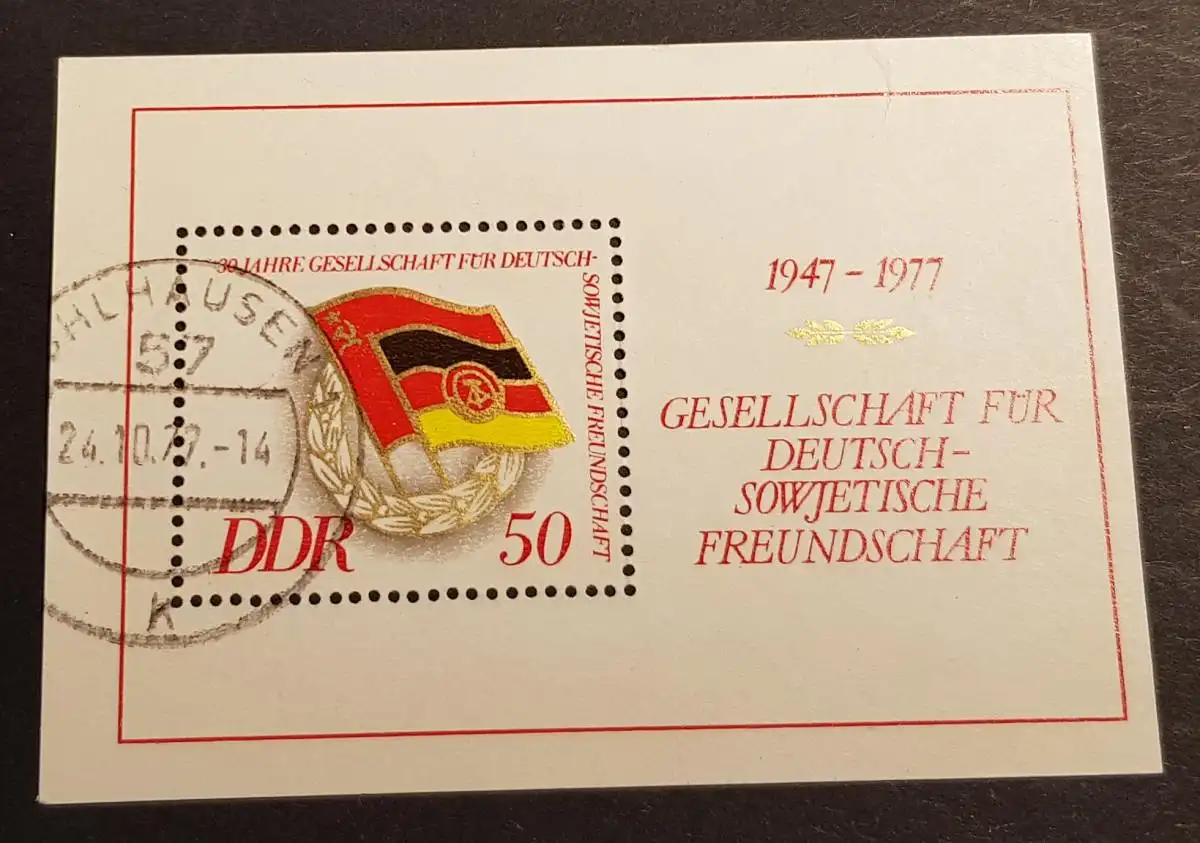 30 JAHRE GESELLSCHAFT FÜR DEUTSCH-
SOWJETISCHE FREUNDSCHAFT
DDR
50
57
24.10.77.-14
K
1947 - 1977
GESELLSCHAFT FÜR
DEUTSCH-
SOWJETISCHE
FREUNDSCHAFT